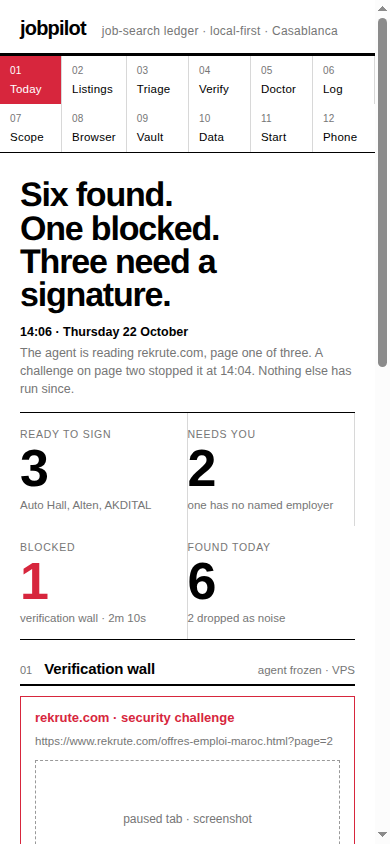 jobpilot job-search ledger · local-first · Casablanca
01 02 03 04 05 06
Today Listings Triage Verify Doctor Log
07 08 09 10 11 12
Scope Browser Vault Data Start Phone
Six found.
One blocked.
Three need a
signature.
14:06 · Thursday 22 October
The agent is reading rekrute.com, page one of three. A
challenge on page two stopped it at 14:04. Nothing else has
run since.
READY TO SIGN NEEDS YOU
3 2
Auto Hall, Alten, AKDITAL one has no named employer
BLOCKED FOUND TODAY
1 6
verification wall · 2m 10s 2 dropped as noise
01 Verification wall agent frozen · VPS
rekrute.com · security challenge
https://www.rekrute.com/offres-emploi-maroc.html?page=2
paused tab · screenshot